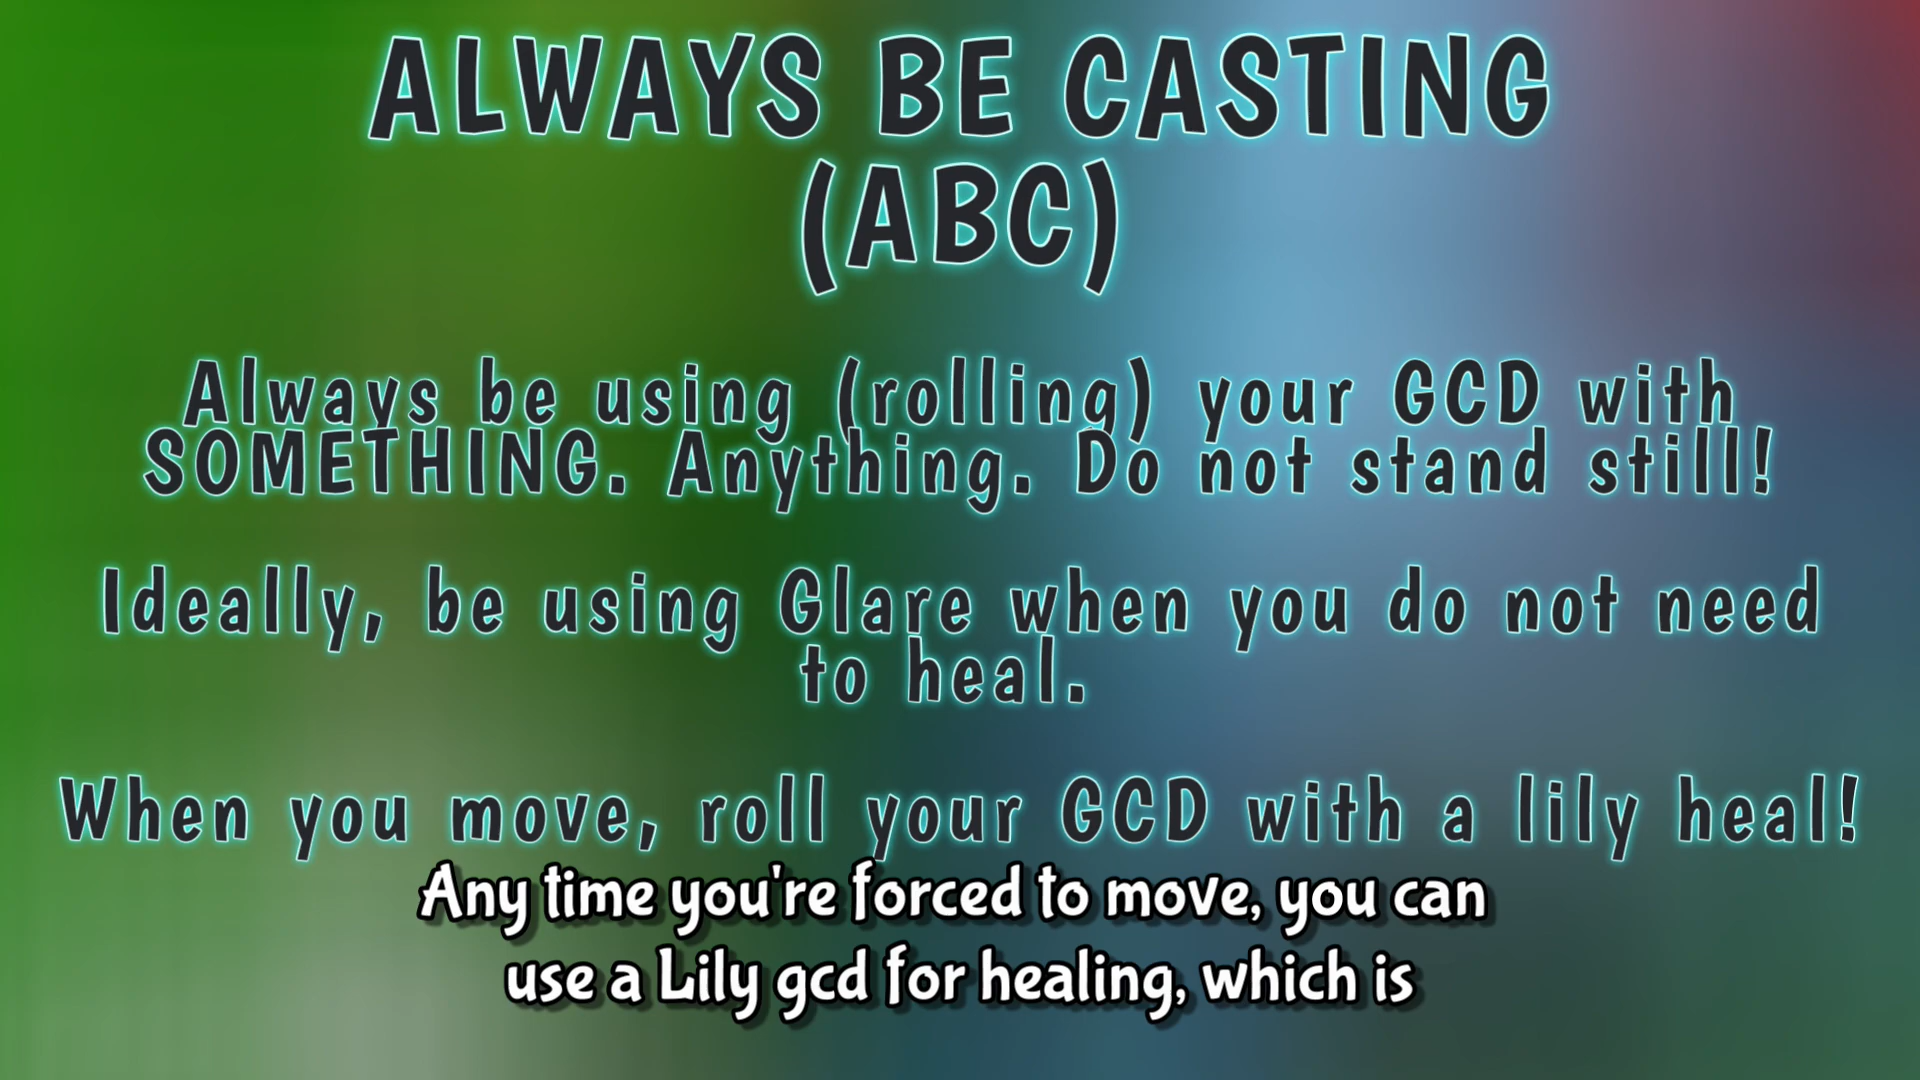 ALWAYS BE CASTING
(ABC)
Always be using (rolling) your GCD with
SOMETHING. Anything. Do not stand still!
Ideally, be using Glare when you do not need
to heal.
When you move, roll your GCD with a lily heal!
Any time you're forced to move, you can
use a Lily gcd for healing, which is